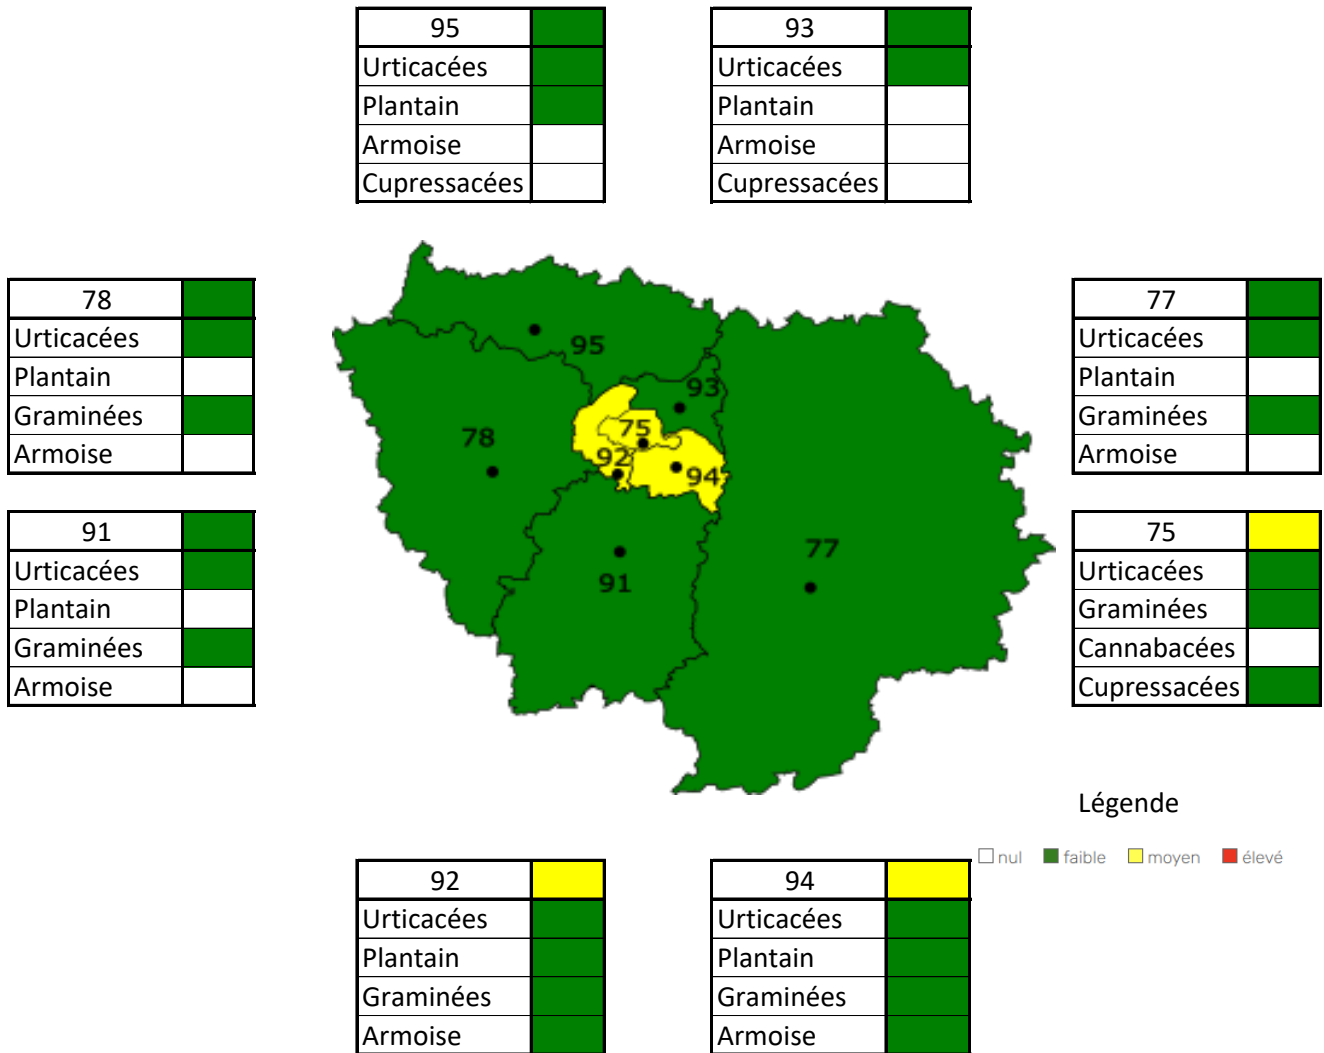 95
Urticacées
Plantain
Armoise
Cupressacées
93
Urticacées
Plantain
Armoise
Cupressacées
78
Urticacées
Plantain
Graminées
Armoise
91
Urticacées
Plantain
Graminées
Armoise
95
93
78
75
92
94
77
91
77
Urticacées
Plantain
Graminées
Armoise
75
Urticacées
Graminées
Cannabacées
Cupressacées
Légende
nul faible moyen élevé
92
Urticacées
Plantain
Graminées
Armoise
94
Urticacées
Plantain
Graminées
Armoise